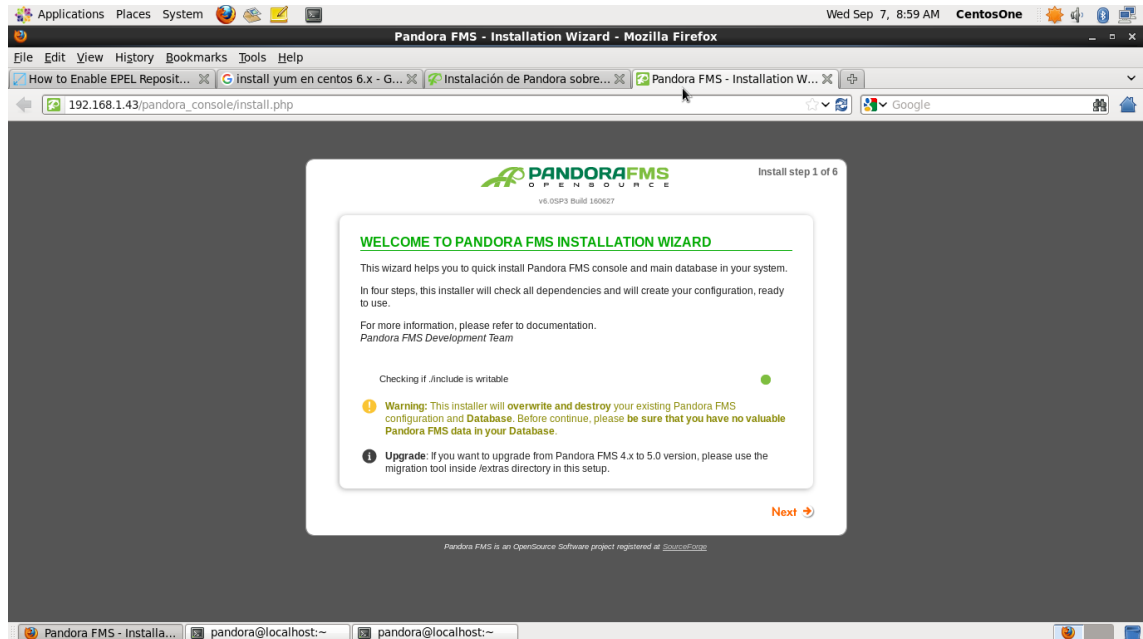 Applications Places System Wed Sep 7, 8:59 AM CentosOne
Pandora FMS - Installation Wizard - Mozilla Firefox
File Edit View History Bookmarks Tools Help
How to Enable EPEL Reposit... install yum en centos 6.x - G... Instalación de Pandora sobre... Pandora FMS - Installation W...
192.168.1.43/pandora_console/install.php Google
PANDORAFMS
OPENSOURCE
Install step 1 of 6
v6.0SP3 Build 160627
WELCOME TO PANDORA FMS INSTALLATION WIZARD
This wizard helps you to quick install Pandora FMS console and main database in your system.
In four steps, this installer will check all dependencies and will create your configuration, ready
to use.
For more information, please refer to documentation.
Pandora FMS Development Team
Checking if ./include is writable
Warning: This installer will overwrite and destroy your existing Pandora FMS
configuration and Database. Before continue, please be sure that you have no valuable
Pandora FMS data in your Database.
Upgrade: If you want to upgrade from Pandora FMS 4.x to 5.0 version, please use the
migration tool inside /extras directory in this setup.
Next
Pandora FMS is an OpenSource Software project registered at SourceForge
Pandora FMS - Installa... pandora@localhost:~ pandora@localhost:~